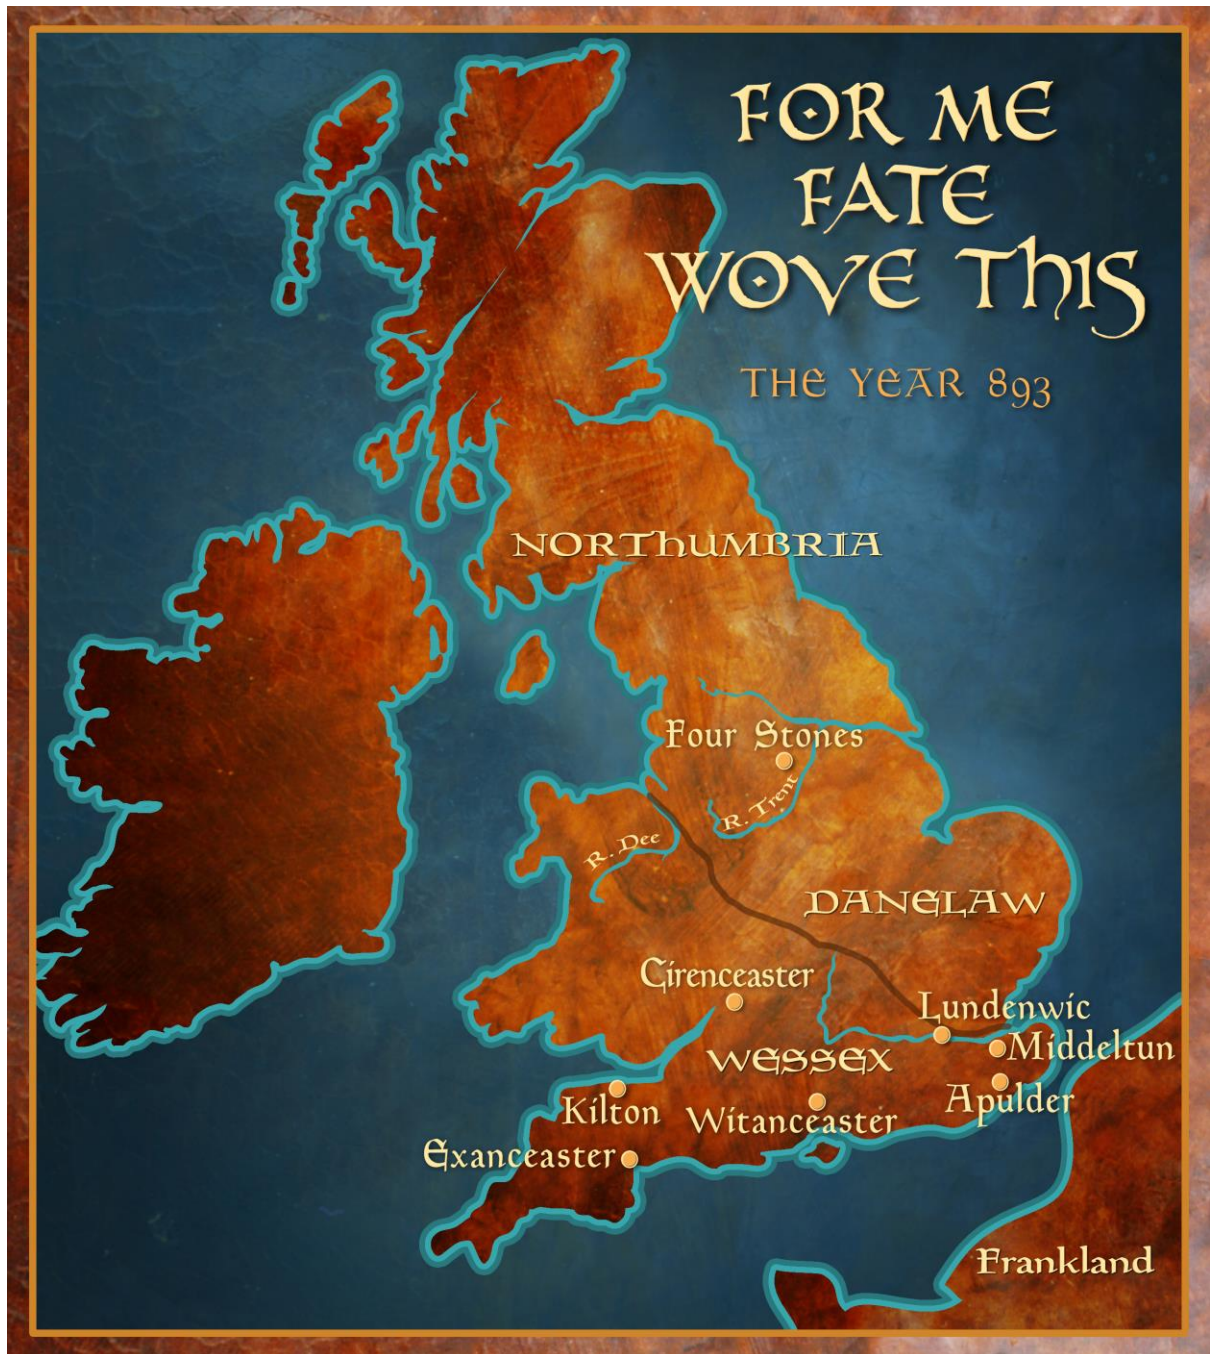 FOR ME
FATE
WOVE ThIS
THE YEAR 893
NORThUMBRIA
Four Stones
R. Trent
R. Dee
DANELAW
Cirenceaster
Lundenwic
Middeltun
WESSEX
Apulder
Kilton
Witanceaster
Exanceaster
Frankland